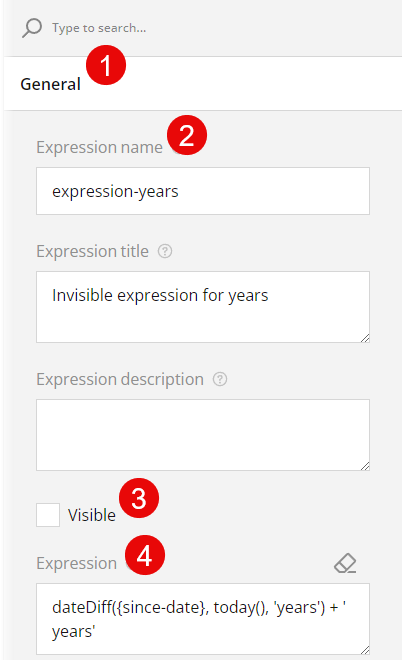 Type to search...
General
1
Expression name
2
expression-years
Expression title
Invisible expression for years
Expression description
Visible
3
Expression
4
dateDiff({since-date}, today(), 'years') + '
years'